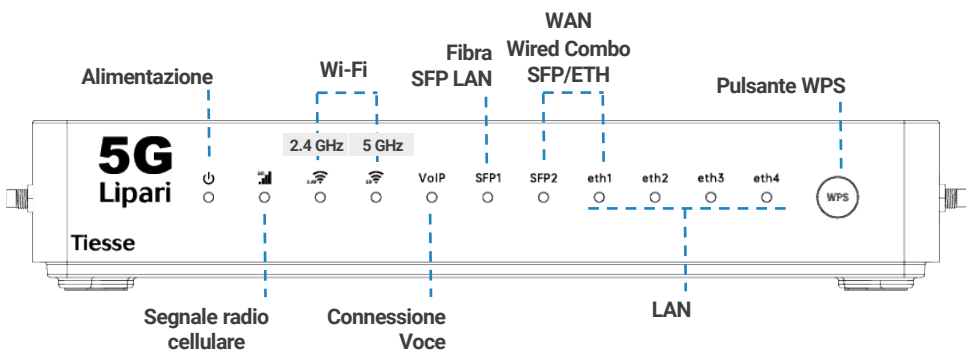 WAN
Fibra
Wired Combo
Alimentazione
Wi-Fi
SFP LAN
SFP/ETH
Pulsante WPS
2.4 GHz
5 GHz
5G
Lipari
VoIP
SFP1
SFP2
eth1
eth2
eth3
eth4
WPS
Tiesse
Segnale radio
cellulare
Connessione
Voce
LAN